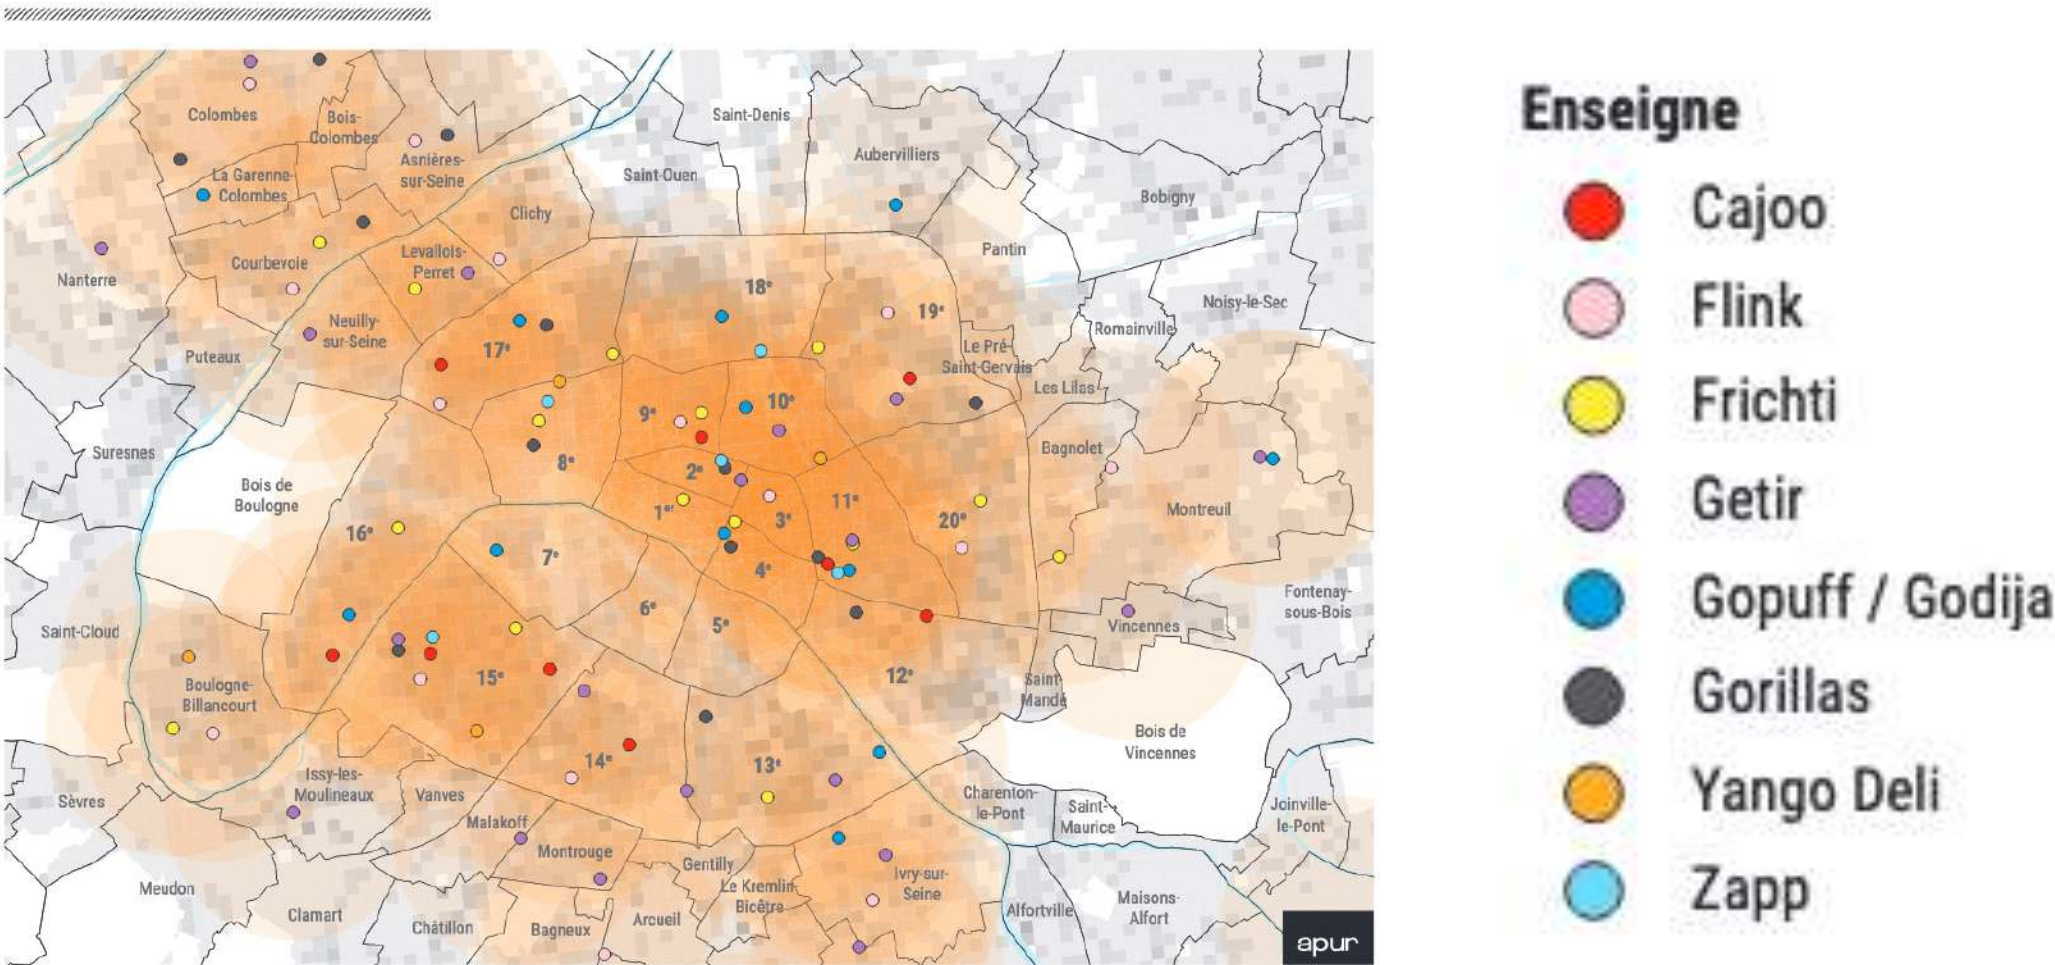 Colombes
Bois-
Colombes
Asnières-
sur-Seine
La Garenne-
Colombes
Saint-Denis
Saint-Ouen
Aubervilliers
Bobigny
Clichy
Nanterre
Courbevoie
Levallois-
Perret
Pantin
Noisy-le-Sec
Romainville
18e
19e
Puteaux
Neuilly-
sur-Seine
17e
Le Pré-
Saint-Gervais
Les Lilas
9e
10e
Suresnes
Bois de
Boulogne
8e
2e
Bagnolet
Montreuil
16e
1er
3e
11e
20e
7e
4e
6e
5e
Fontenay-
sous-Bois
Vincennes
Saint-Cloud
Boulogne-
Billancourt
15e
12e
Saint-
Mandé
Bois de
Vincennes
14e
13e
Sèvres
Issy-les-
Moulineaux
Vanves
Malakoff
Montrouge
Charenton-
le-Pont
Saint-
Maurice
Joinville-
le-Pont
Gentilly
Le Kremlin-
Bicêtre
Ivry-sur-
Seine
Meudon
Clamart
Châtillon
Bagneux
Arcueil
Alfortville
Maisons-
Alfort
apur
Enseigne
Cajoo
Flink
Frichti
Getir
Gopuff / Godija
Gorillas
Yango Deli
Zapp